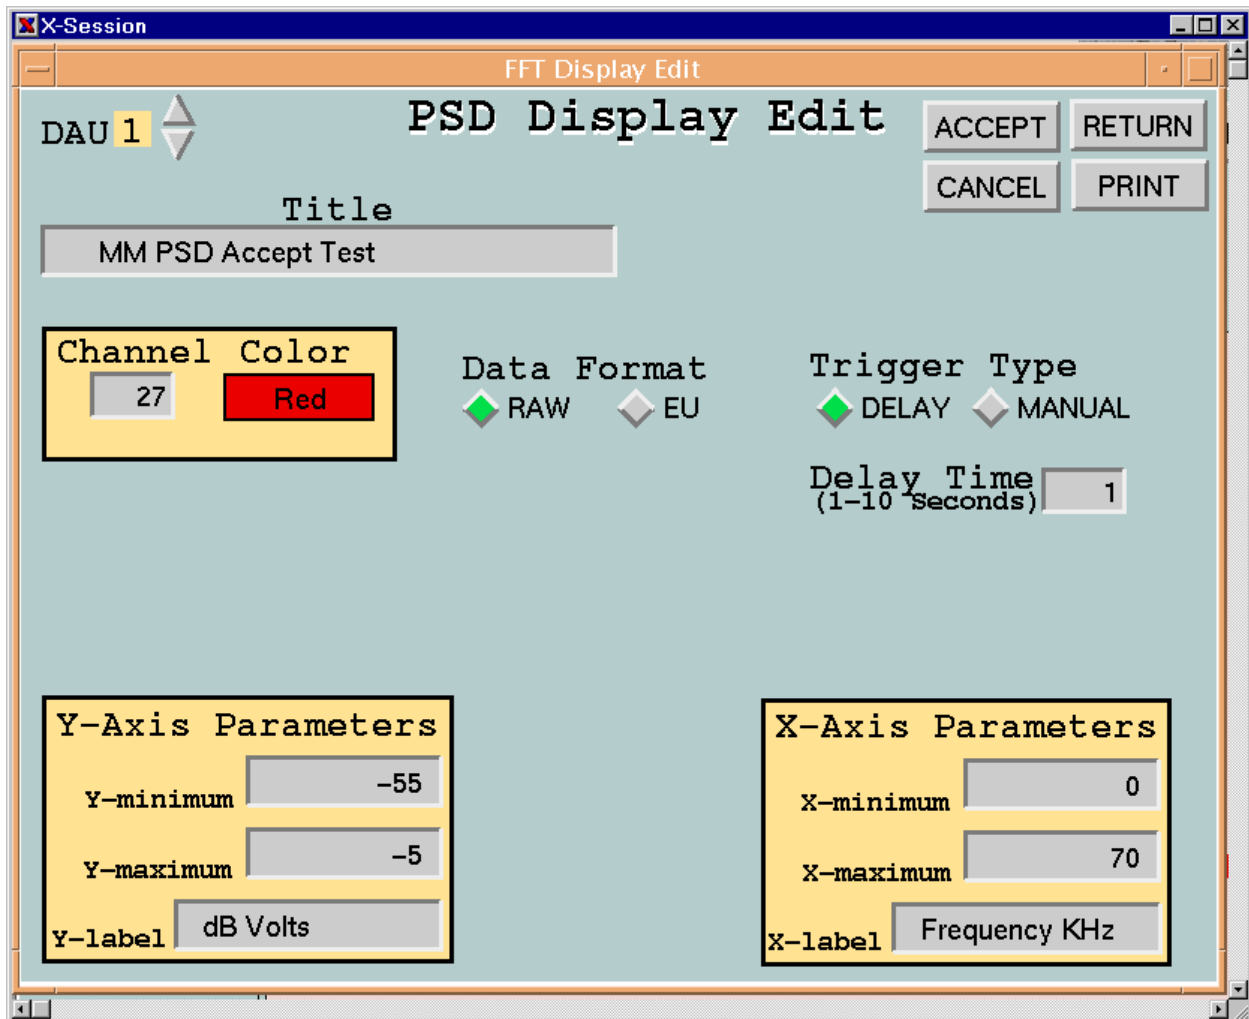 X-Session
FFT Display Edit
DAU 1
PSD Display Edit
ACCEPT
RETURN
CANCEL
PRINT
Title
MM PSD Accept Test
Channel Color
27 Red
Data Format
RAW EU
Trigger Type
DELAY MANUAL
Delay Time
(1-10 Seconds)
1
Y-Axis Parameters
Y-minimum -55
Y-maximum -5
Y-label dB Volts
X-Axis Parameters
X-minimum 0
X-maximum 70
X-label Frequency KHz